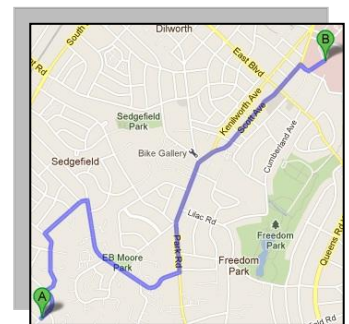 Dilworth
South
B
East Blvd
nt Rd
Kenilworth Ave
Scott Ave
Sedgefield
Park
Cumberland Ave
Bike Gallery
Sedgefield
Lilac Rd
Queens Rd
Freedom
Park
Park Rd
EB Moore
Park
Freedom
Park
A